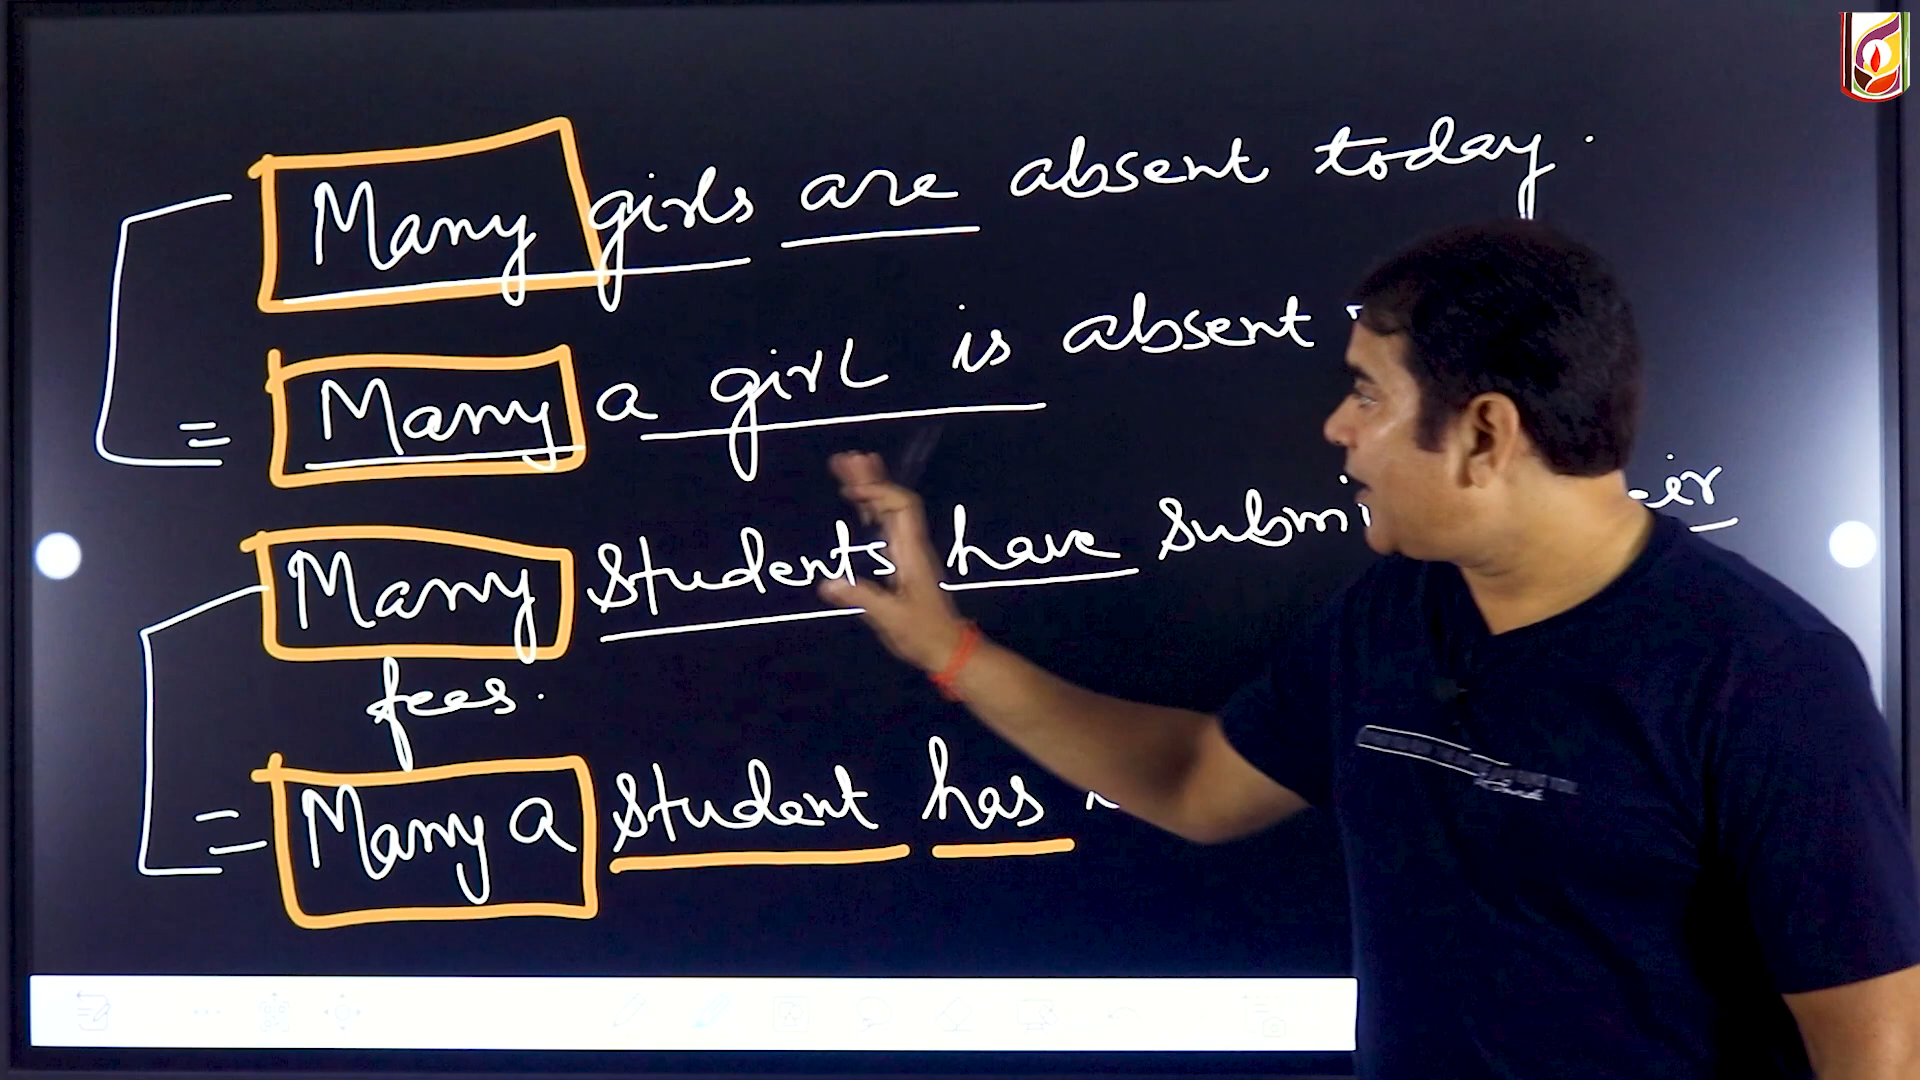 Many girls are absent today.
= Many a girl is absent
Many Students have Submi
fees.
= Many a Student has